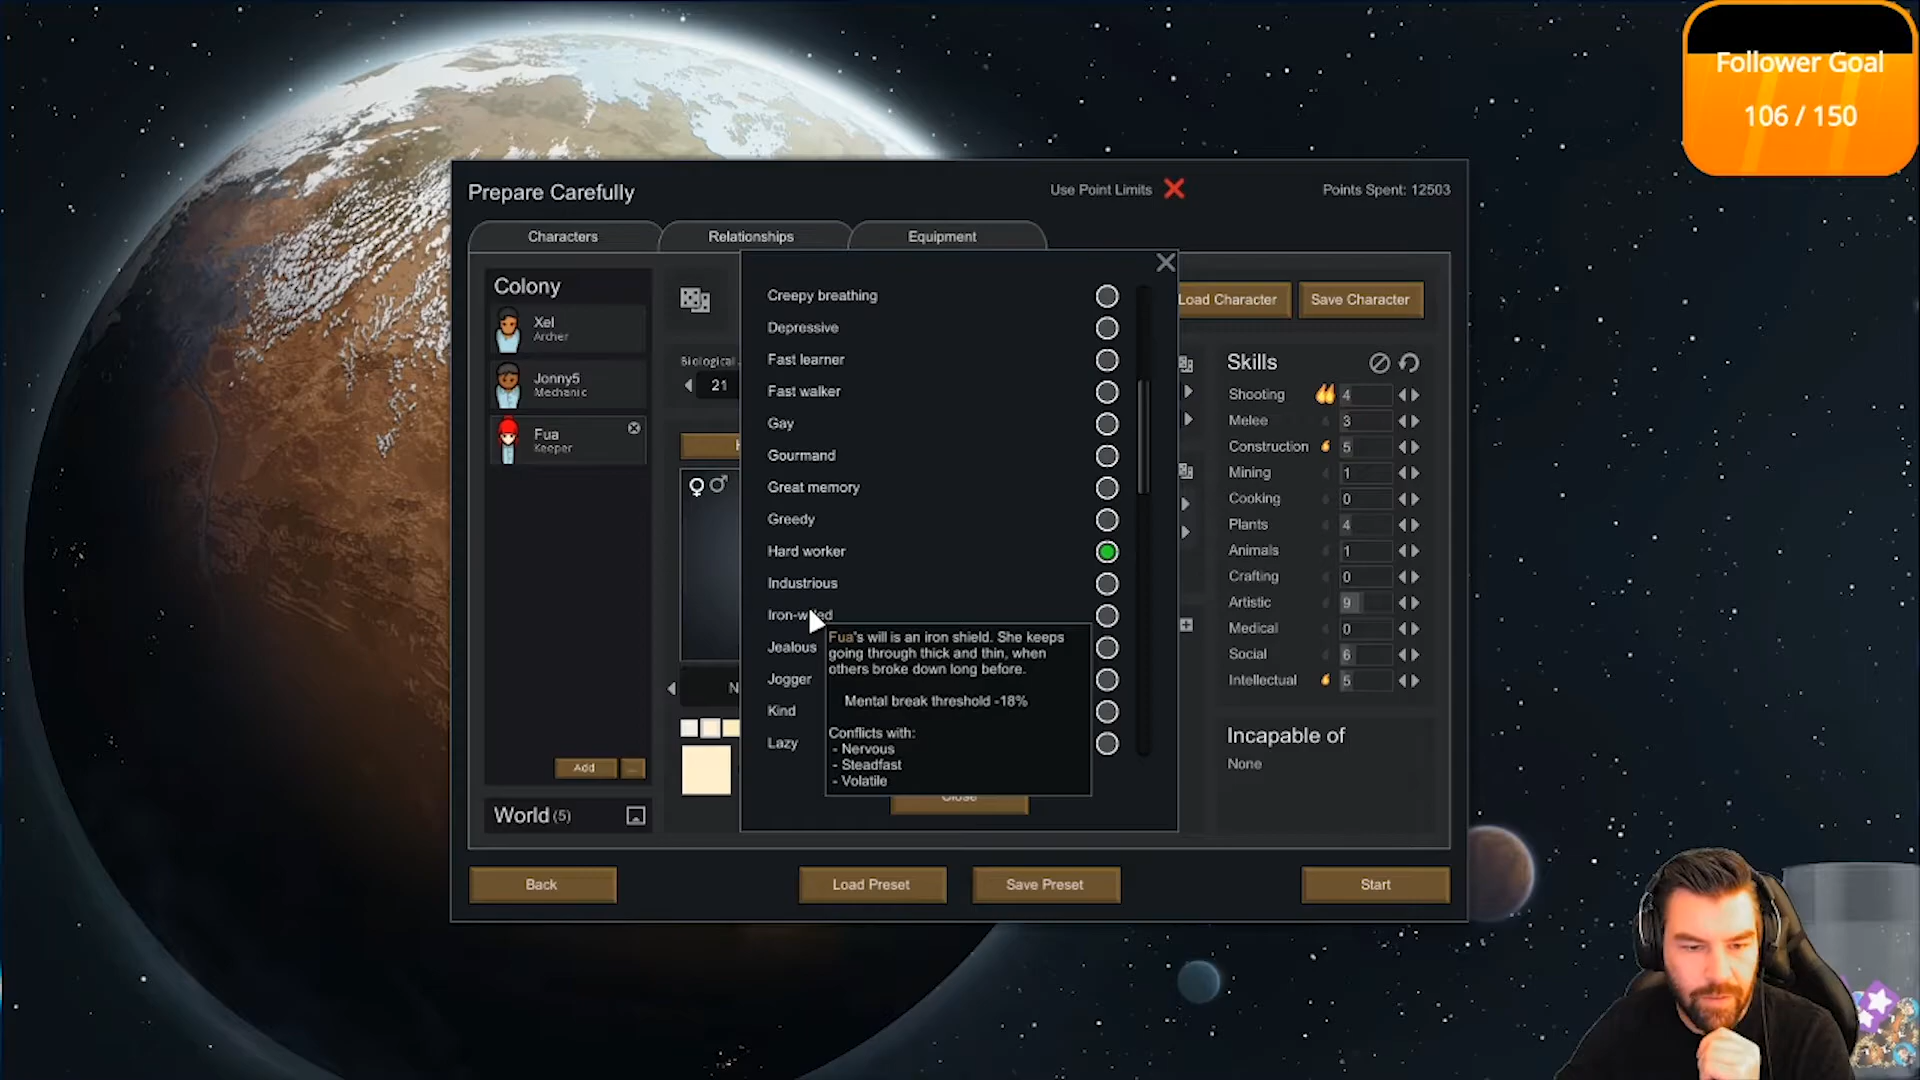 Follower Goal
106 / 150
Prepare Carefully
Use Point Limits
Points Spent: 12503
Characters
Relationships
Equipment
Colony
Xel
Archer
Jonny5
Mechanic
Fua
Keeper
Add
...
World (5)
Biological
21
Creepy breathing
Depressive
Fast learner
Fast walker
Gay
Gourmand
Great memory
Greedy
Hard worker
Industrious
Jealous
Jogger
Kind
Lazy
Fua's will is an iron shield. She keeps
going through thick and thin, when
others broke down long before.
Mental break threshold -18%
Conflicts with:
- Nervous
- Steadfast
- Volatile
Close
Load Character
Save Character
Skills
Shooting 4
Melee 3
Construction 5
Mining 1
Cooking 0
Plants 4
Animals 1
Crafting 0
Artistic 9
Medical 0
Social 6
Intellectual 5
Incapable of
None
Back
Load Preset
Save Preset
Start